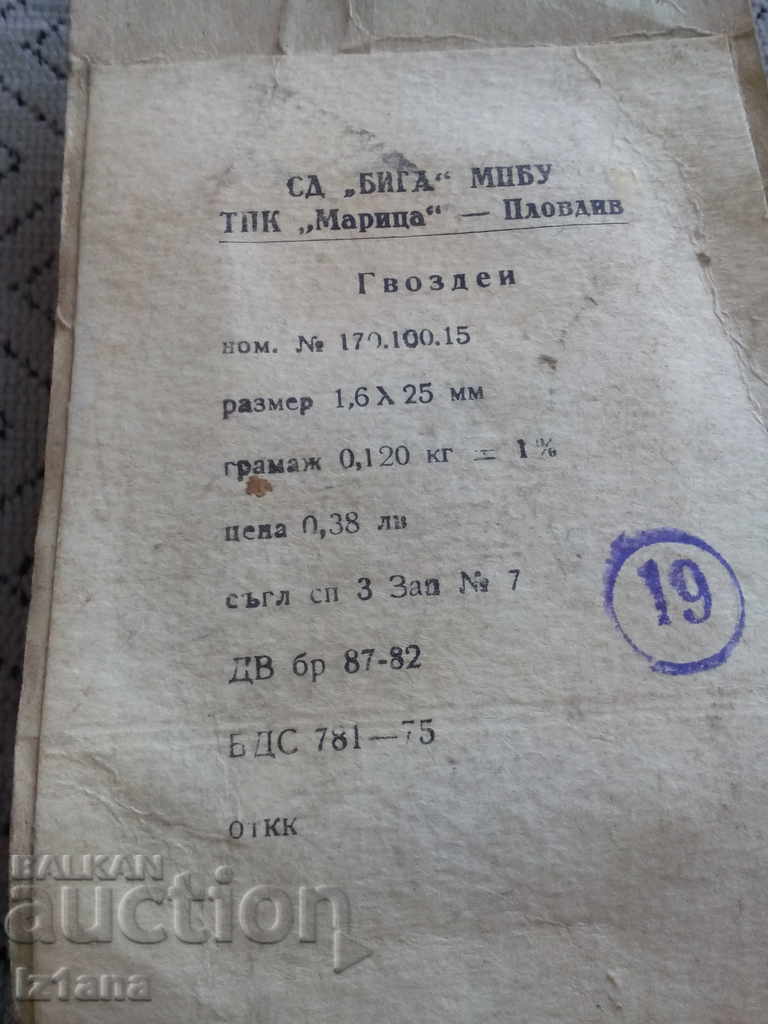 СД „БИГА“ МПБУ
ТПК „Марица“ — Пловдив
Гвоздеи
ном. № 170.100.15
размер 1,6 X 25 мм
грамаж 0,120 кг = 1%
цена 0,38 лв
съгл сп 3 Зап № 7
19
ДВ бр 87-82
БДС 781—75
откк
BALKAN
auction
Iz1ana